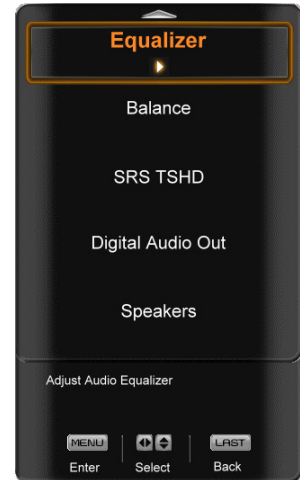 Equalizer
Balance
SRS TSHD
Digital Audio Out
Speakers
Adjust Audio Equalizer
MENU LAST
Enter Select Back